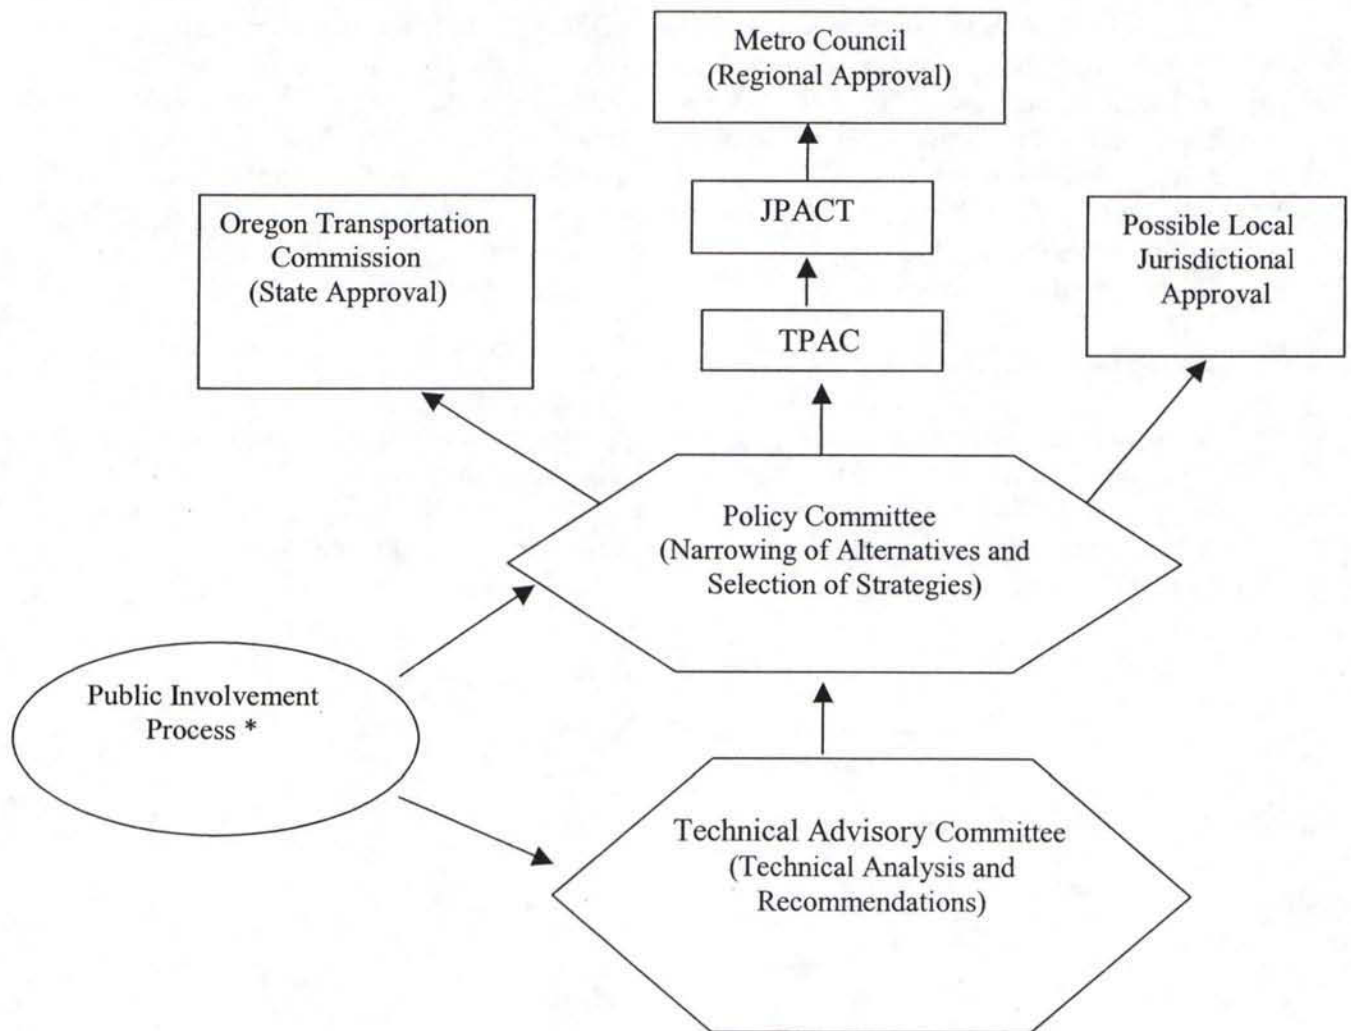 Metro Council
(Regional Approval)
JPACT
Oregon Transportation
Commission
(State Approval)
Possible Local
Jurisdictional
Approval
TPAC
Policy Committee
(Narrowing of Alternatives and
Selection of Strategies)
Public Involvement
Process *
Technical Advisory Committee
(Technical Analysis and
Recommendations)